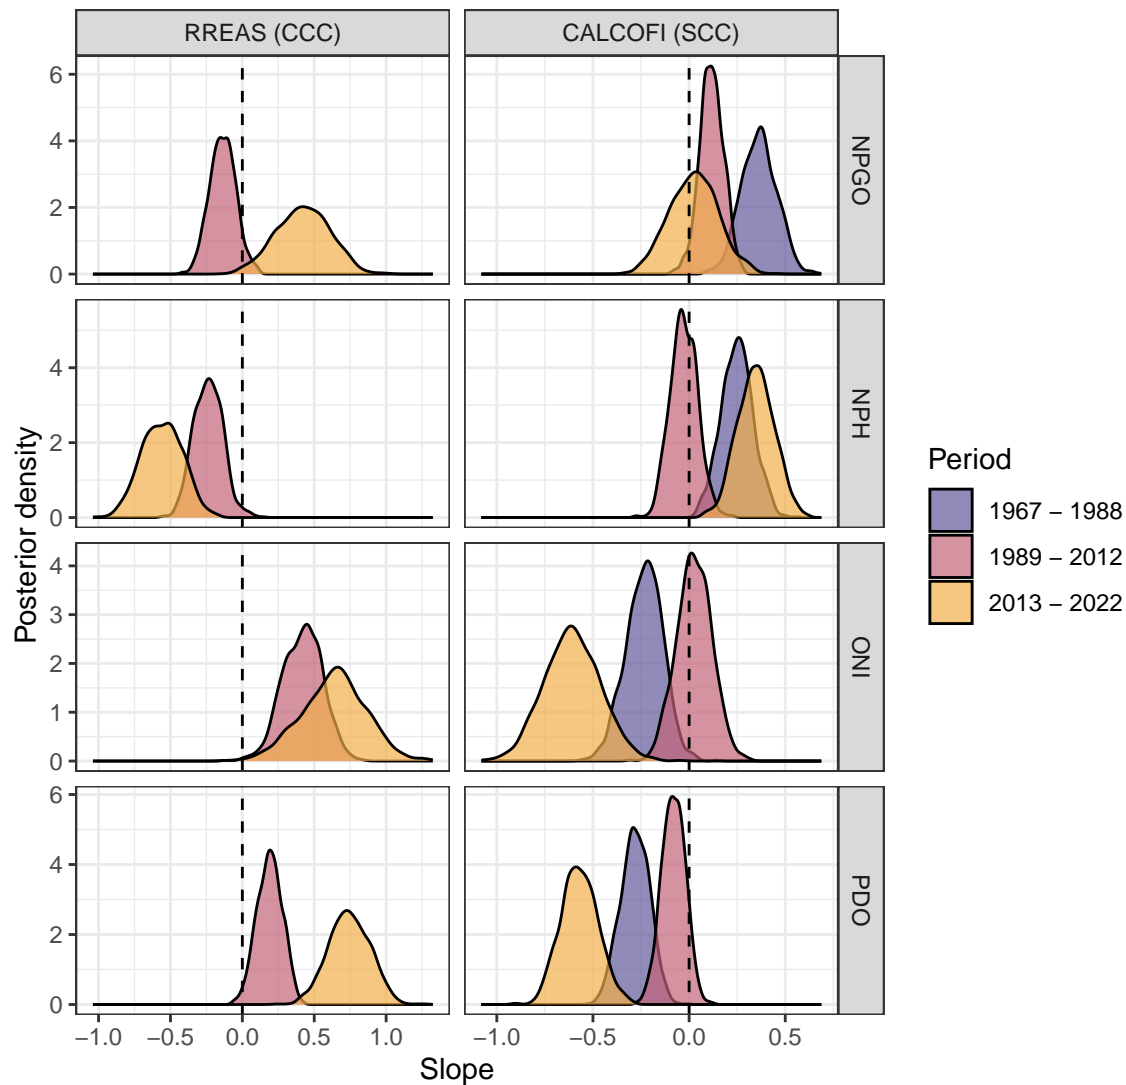 RREAS (CCC)
CALCOFI (SCC)
6
4
2
0
NPGO
4
2
0
NPH
4
3
2
1
0
ONI
6
4
2
0
PDO
Posterior density
−1.0 −0.5 0.0 0.5 1.0
−1.0 −0.5 0.0 0.5
Slope
Period
1967 − 1988
1989 − 2012
2013 − 2022